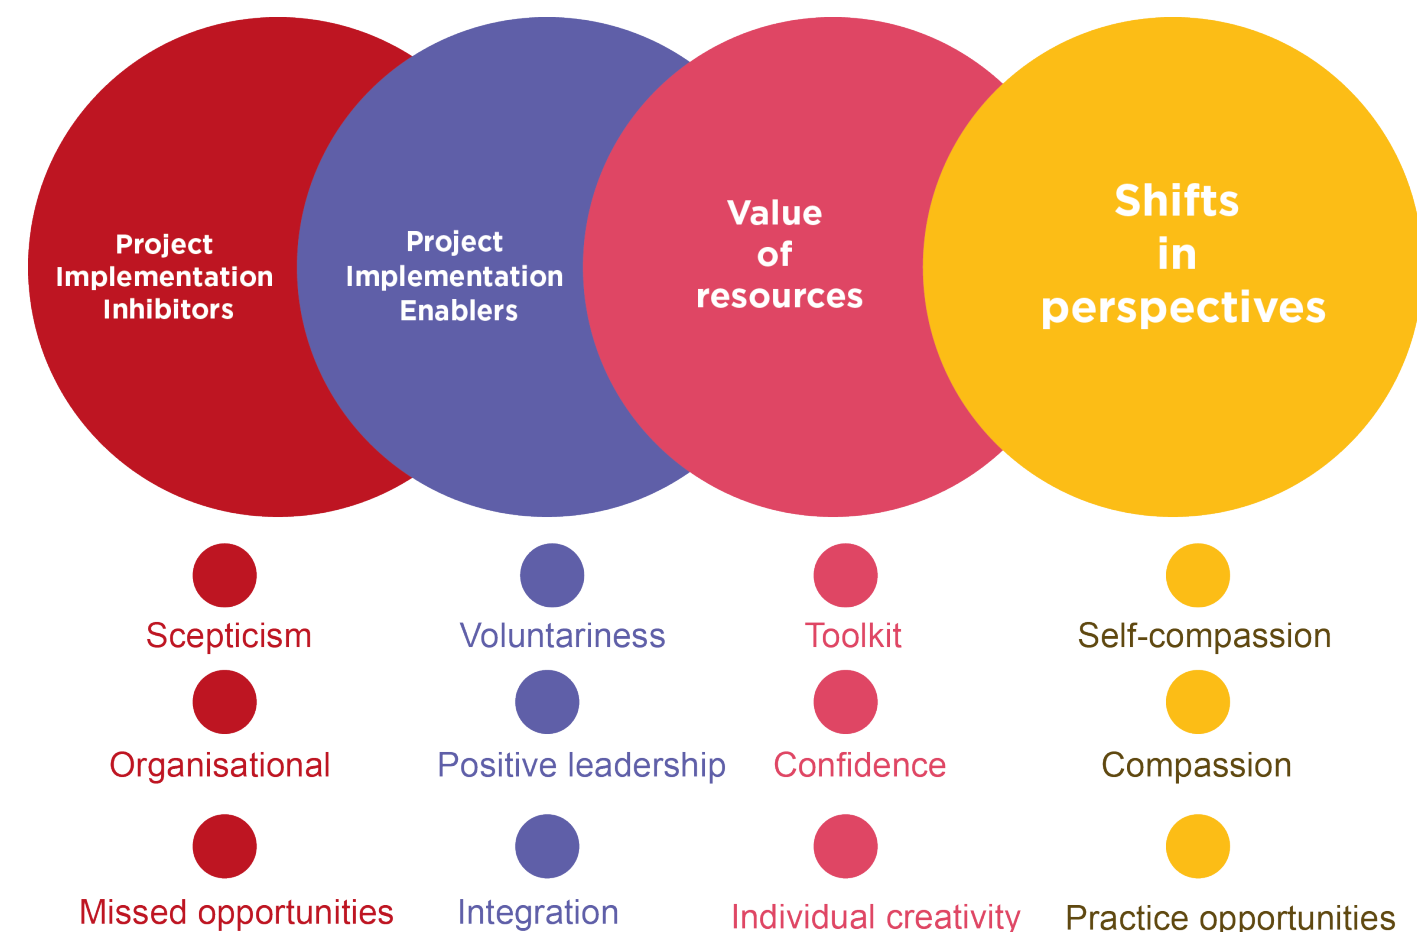 Project
Implementation
Inhibitors
Project
Implementation
Enablers
Value
of
resources
Shifts
in
perspectives
Scepticism
Voluntariness
Toolkit
Self-compassion
Organisational
Positive leadership
Confidence
Compassion
Missed opportunities
Integration
Individual creativity
Practice opportunities